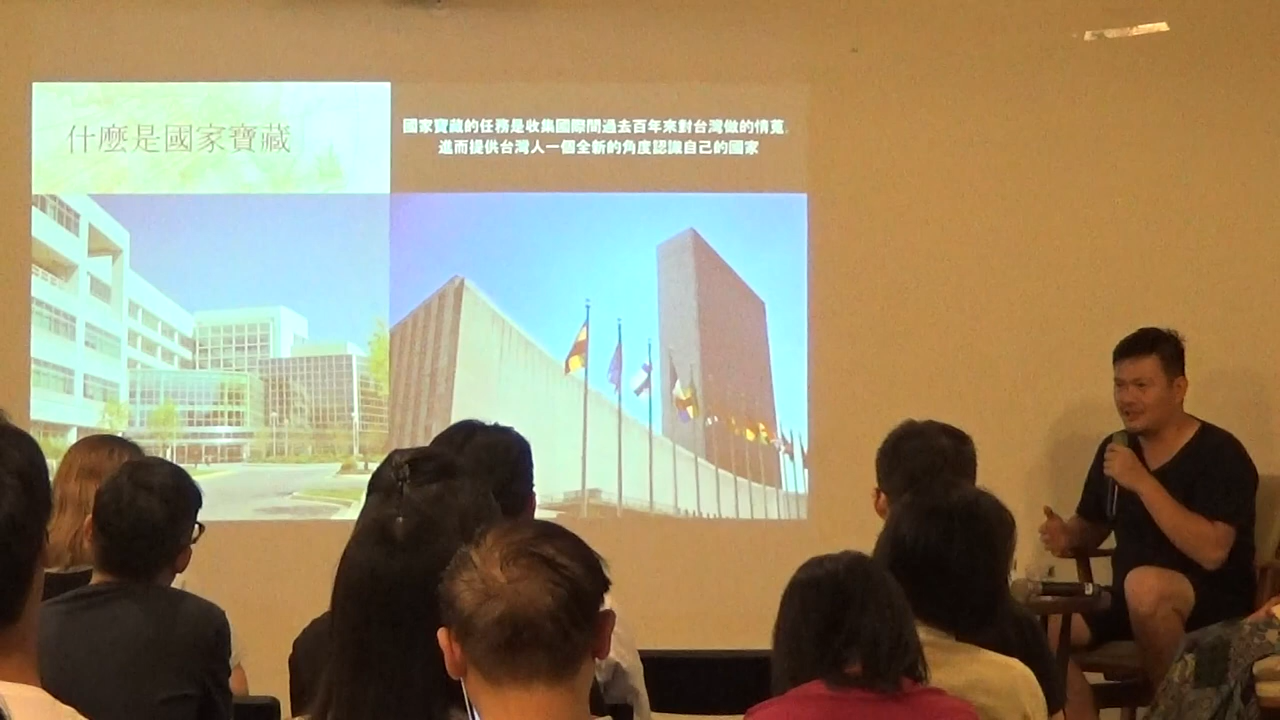 什麼是國家寶藏
國家寶藏的任務是收集國際間過去百年來對台灣做的情蒐,
進而提供台灣人一個全新的角度認識自己的國家